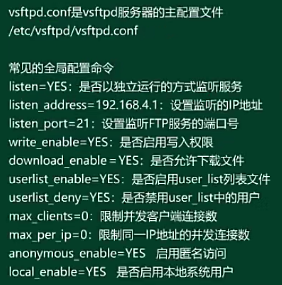 vsftpd.conf是vsftpd服务器的主配置文件
/etc/vsftpd/vsftpd.conf
常见的全局配置命令
listen=YES：是否以独立运行的方式监听服务
listen_address=192.168.4.1：设置监听的IP地址
listen_port=21：设置监听FTP服务的端口号
write_enable=YES：是否启用写入权限
download_enable＝YES：是否允许下载文件
userlist_enable=YES：是否启用user_list列表文件
userlist_deny=YES：是否禁用user_list中的用户
max_clients=0：限制并发客户端连接数
max_per_ip=0：限制同一IP地址的并发连接数
anonymous_enable=YES 启用匿名访问
local_enable=YES 是否启用本地系统用户